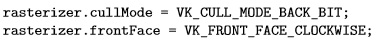 rasterizer.cullMode = VK_CULL_MODE_BACK_BIT;
rasterizer.frontFace = VK_FRONT_FACE_CLOCKWISE;